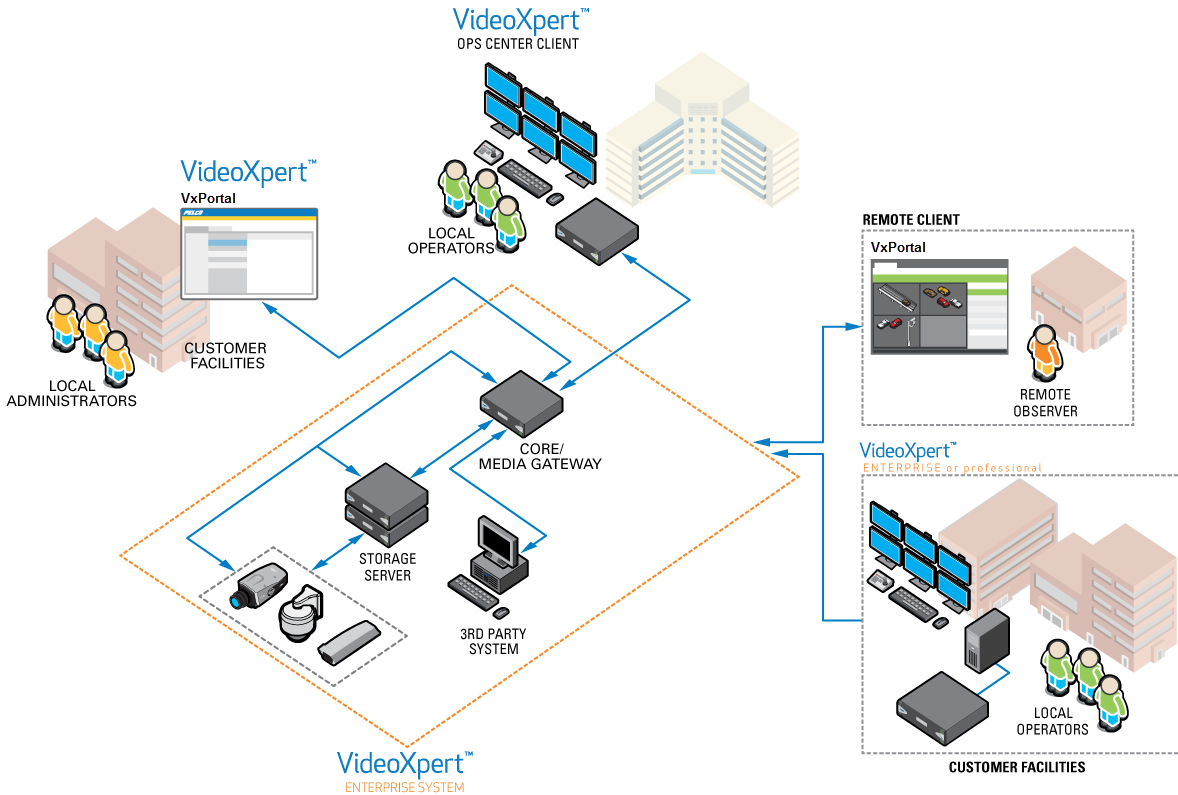 VideoXpert™
OPS CENTER CLIENT
LOCAL
OPERATORS
VideoXpert™
VxPortal
PELCO
CUSTOMER
FACILITIES
LOCAL
ADMINISTRATORS
REMOTE CLIENT
VxPortal
REMOTE
OBSERVER
CORE/
MEDIA GATEWAY
STORAGE
SERVER
3RD PARTY
SYSTEM
VideoXpert™
ENTERPRISE or professional
LOCAL
OPERATORS
CUSTOMER FACILITIES
VideoXpert™
ENTERPRISE SYSTEM